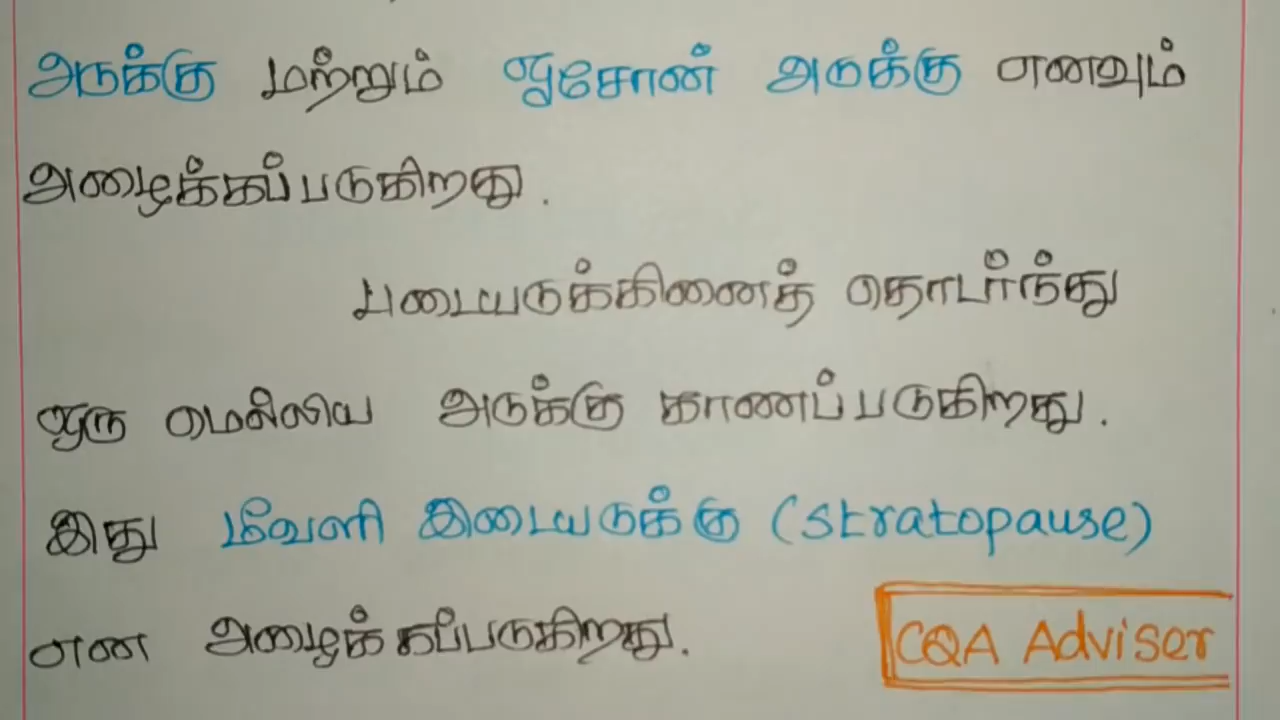 அடுக்கு மற்றும் ஓசோன் அடுக்கு எனவும்
அழைக்கப்படுகிறது.
படையடுக்கினைத் தொடர்ந்து
ஒரு மெல்லிய அடுக்கு காணப்படுகிறது.
இது மீவெளி இடையடுக்கு (Stratopause)
என அழைக்கப்படுகிறது.
CQA Adviser